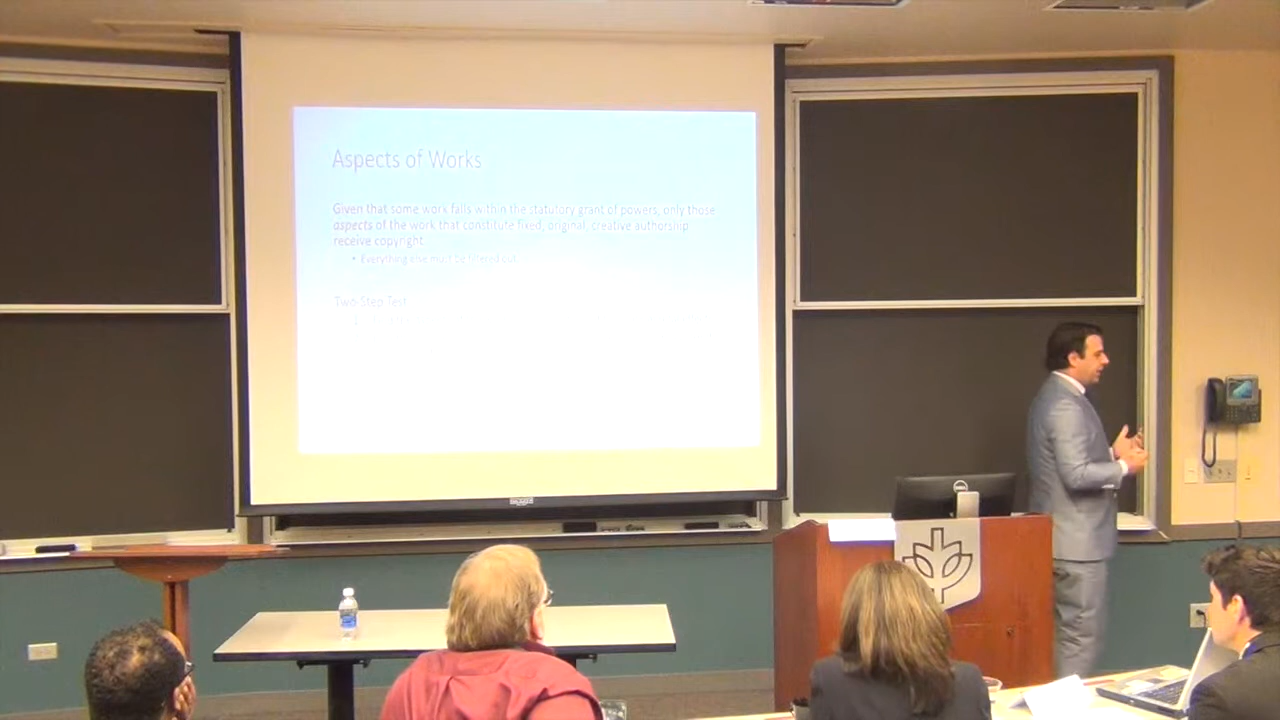 Aspects of Works
Given that some work falls within the statutory grant of powers, only those
aspects of the work that constitute fixed, original, creative authorship
receive copyright
• Everything else must be filtered out
Two-Step Test
DELL